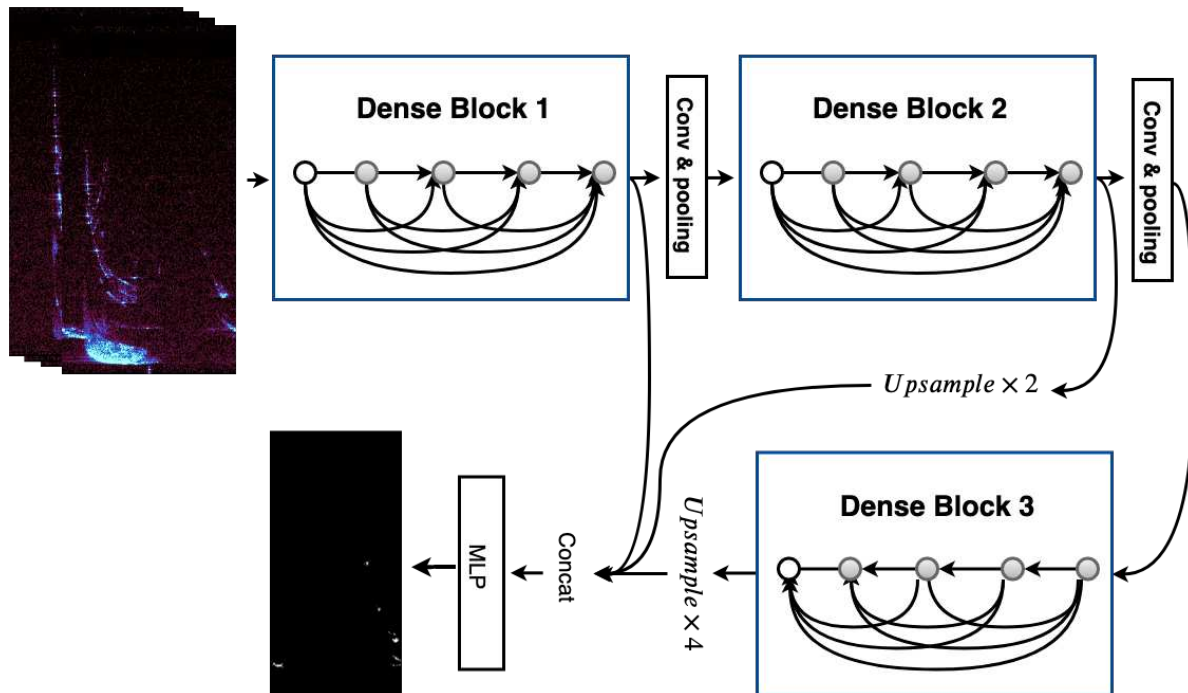 Dense Block 1
Conv & pooling
Dense Block 2
Conv & pooling
Upsample × 2
Dense Block 3
Upsample × 4
Concat
MLP